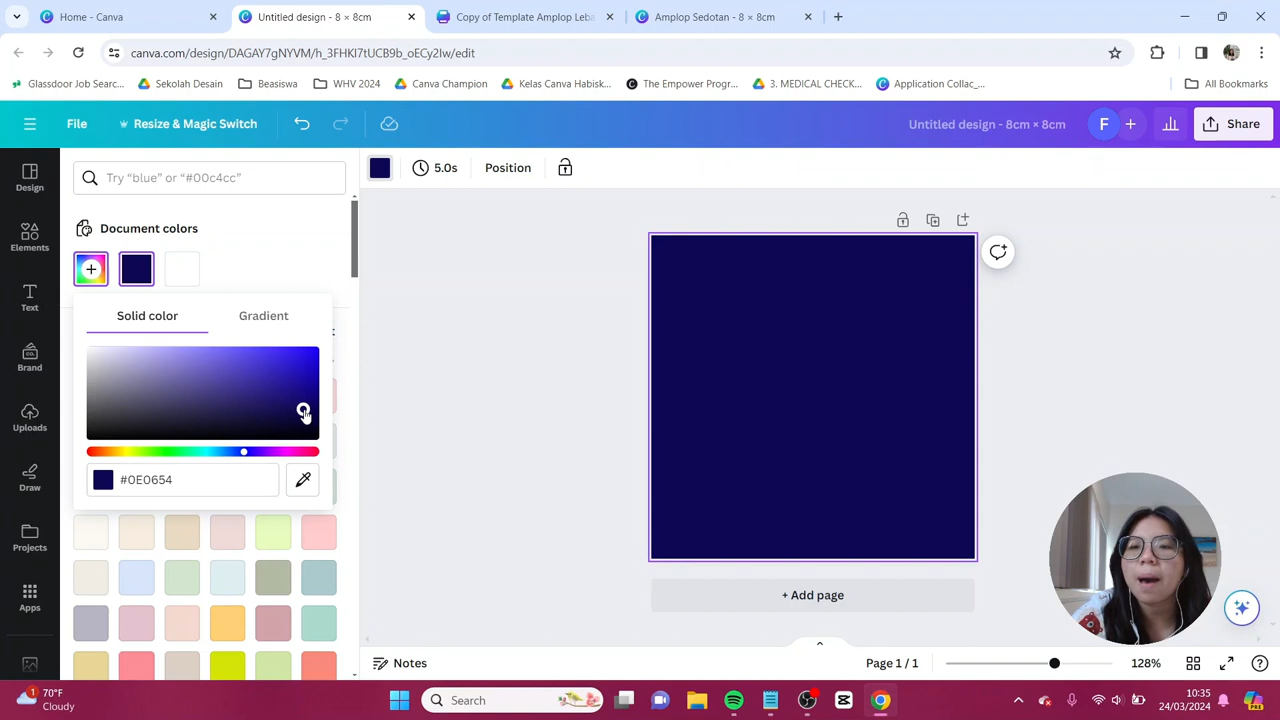 Home - Canva
Untitled design - 8 × 8cm
Copy of Template Amplop Leba
Amplop Sedotan - 8 × 8cm
canva.com/design/DAGAY7gNYVM/h_3FHKI7tUCB9b_oECy2Iw/edit
Glassdoor Job Searc...
Sekolah Desain
Beasiswa
WHV 2024
Canva Champion
Kelas Canva Habisk...
The Empower Progr...
3. MEDICAL CHECK...
Application Collac_...
All Bookmarks
File
Resize & Magic Switch
Untitled design - 8cm × 8cm
F
Share
Design
Elements
Text
Brand
Uploads
Draw
Projects
Apps
Try “blue” or “#00c4cc”
5.0s
Position
Document colors
Solid color
Gradient
#0E0654
+ Add page
Notes
Page 1 / 1
128%
1
70°F
Cloudy
Search
10:35
24/03/2024